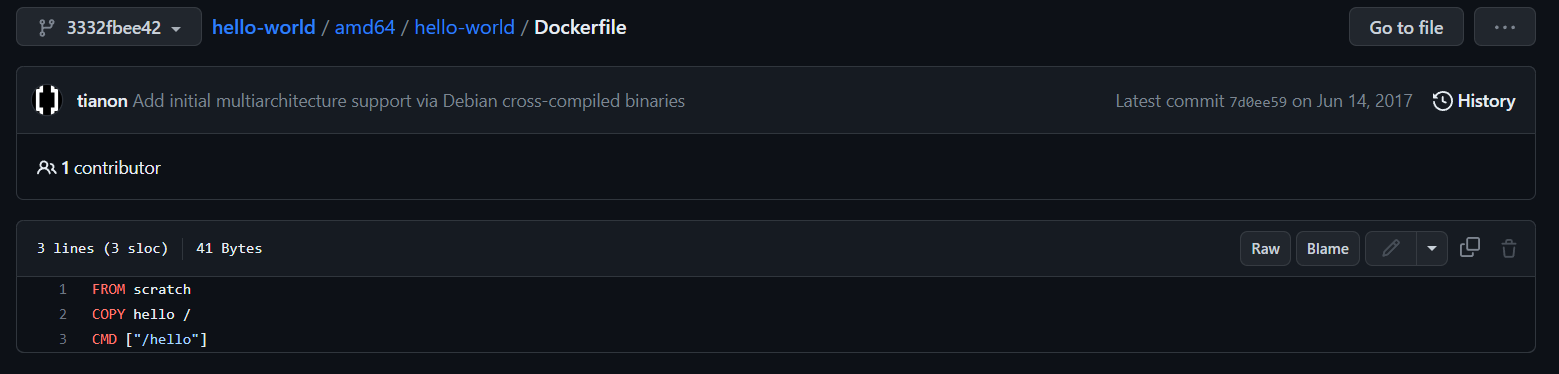 3332fbee42 hello-world / amd64 / hello-world / Dockerfile Go to file ...
tianon Add initial multiarchitecture support via Debian cross-compiled binaries Latest commit 7d0ee59 on Jun 14, 2017 History
1 contributor
3 lines (3 sloc) 41 Bytes Raw Blame
1 FROM scratch
2 COPY hello /
3 CMD ["/hello"]